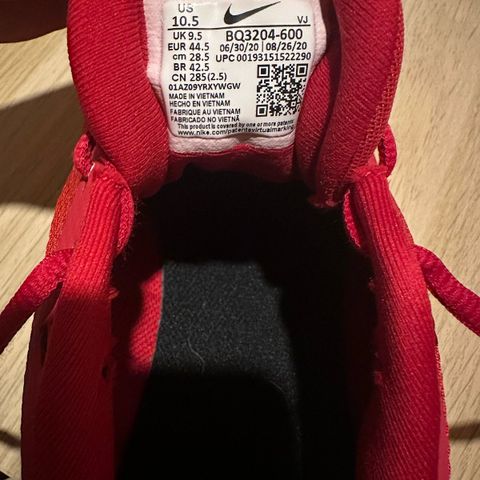 US
10.5 VJ
UK 9.5 BQ3204-600
EUR 44.5 06/30/20 08/26/20
cm 28.5 UPC 00193151522290
BR 42.5
CN 285(2.5)
01AZ09YRXYWGW
MADE IN VIETNAM
HECHO EN VIETNAM
FABRIQUE AU VIETNAM
FABRICADO NO VIETNÃ
This product is covered by one or more patents